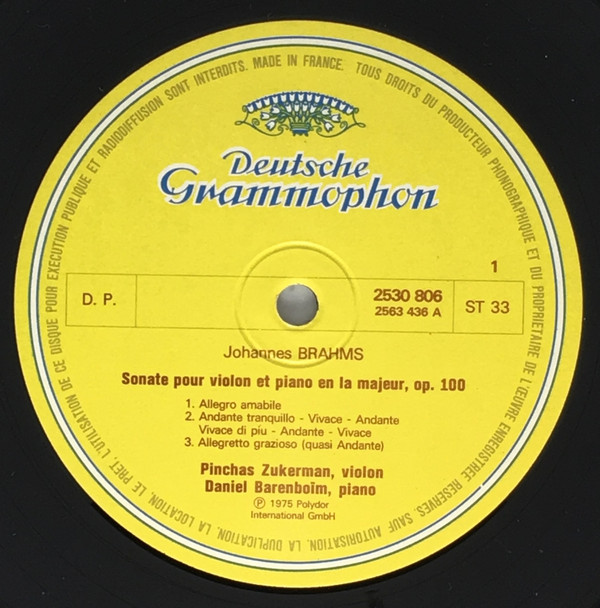 TOUS DROITS DU PRODUCTEUR PHONOGRAPHIQUE ET DU PROPRIETAIRE DE L'ŒUVRE ENREGISTREE RESERVES. SAUF AUTORISATION, LA DUPLICATION, LA LOCATION, LE PRET, L'UTILISATION DE CE DISQUE POUR EXECUTION PUBLIQUE ET RADIODIFFUSION SONT INTERDITS. MADE IN FRANCE.
Deutsche
Grammophon
1
D. P.
2530 806
2563 436 A
ST 33
Johannes BRAHMS
Sonate pour violon et piano en la majeur, op. 100
1. Allegro amabile
2. Andante tranquillo - Vivace - Andante
Vivace di piu - Andante - Vivace
3. Allegretto grazioso (quasi Andante)
Pinchas Zukerman, violon
Daniel Barenboïm, piano
℗ 1975 Polydor
International GmbH